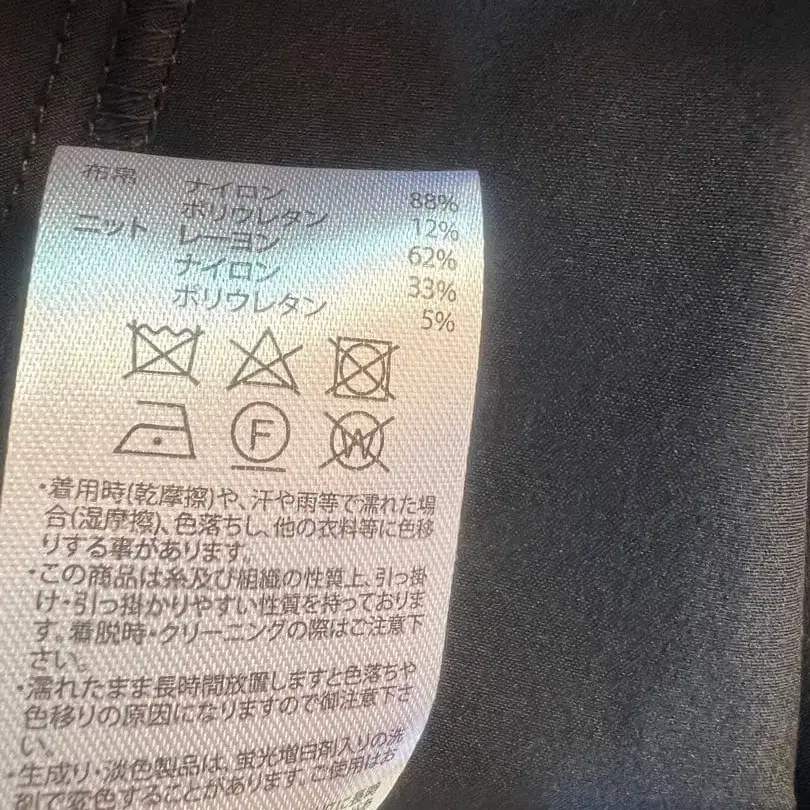 布帛 ナイロン 88%
ポリウレタン 12%
ニット レーヨン 62%
ナイロン 33%
ポリウレタン 5%
F W
・着用時(乾摩擦)や、汗や雨等で濡れた場
合(湿摩擦)、色落ちし、他の衣料等に色移
りする事があります。
・この商品は糸及び組織の性質上、引っ掛
け・引っ掛かりやすい性質を持っておりま
す。着脱時・クリーニングの際はご注意下
さい。
・濡れたまま長時間放置しますと色落ちや
色移りの原因になりますので御注意下さ
い。
・生成り・淡色製品は、蛍光増白剤入りの洗
剤で変色することがあります。ご使用はお